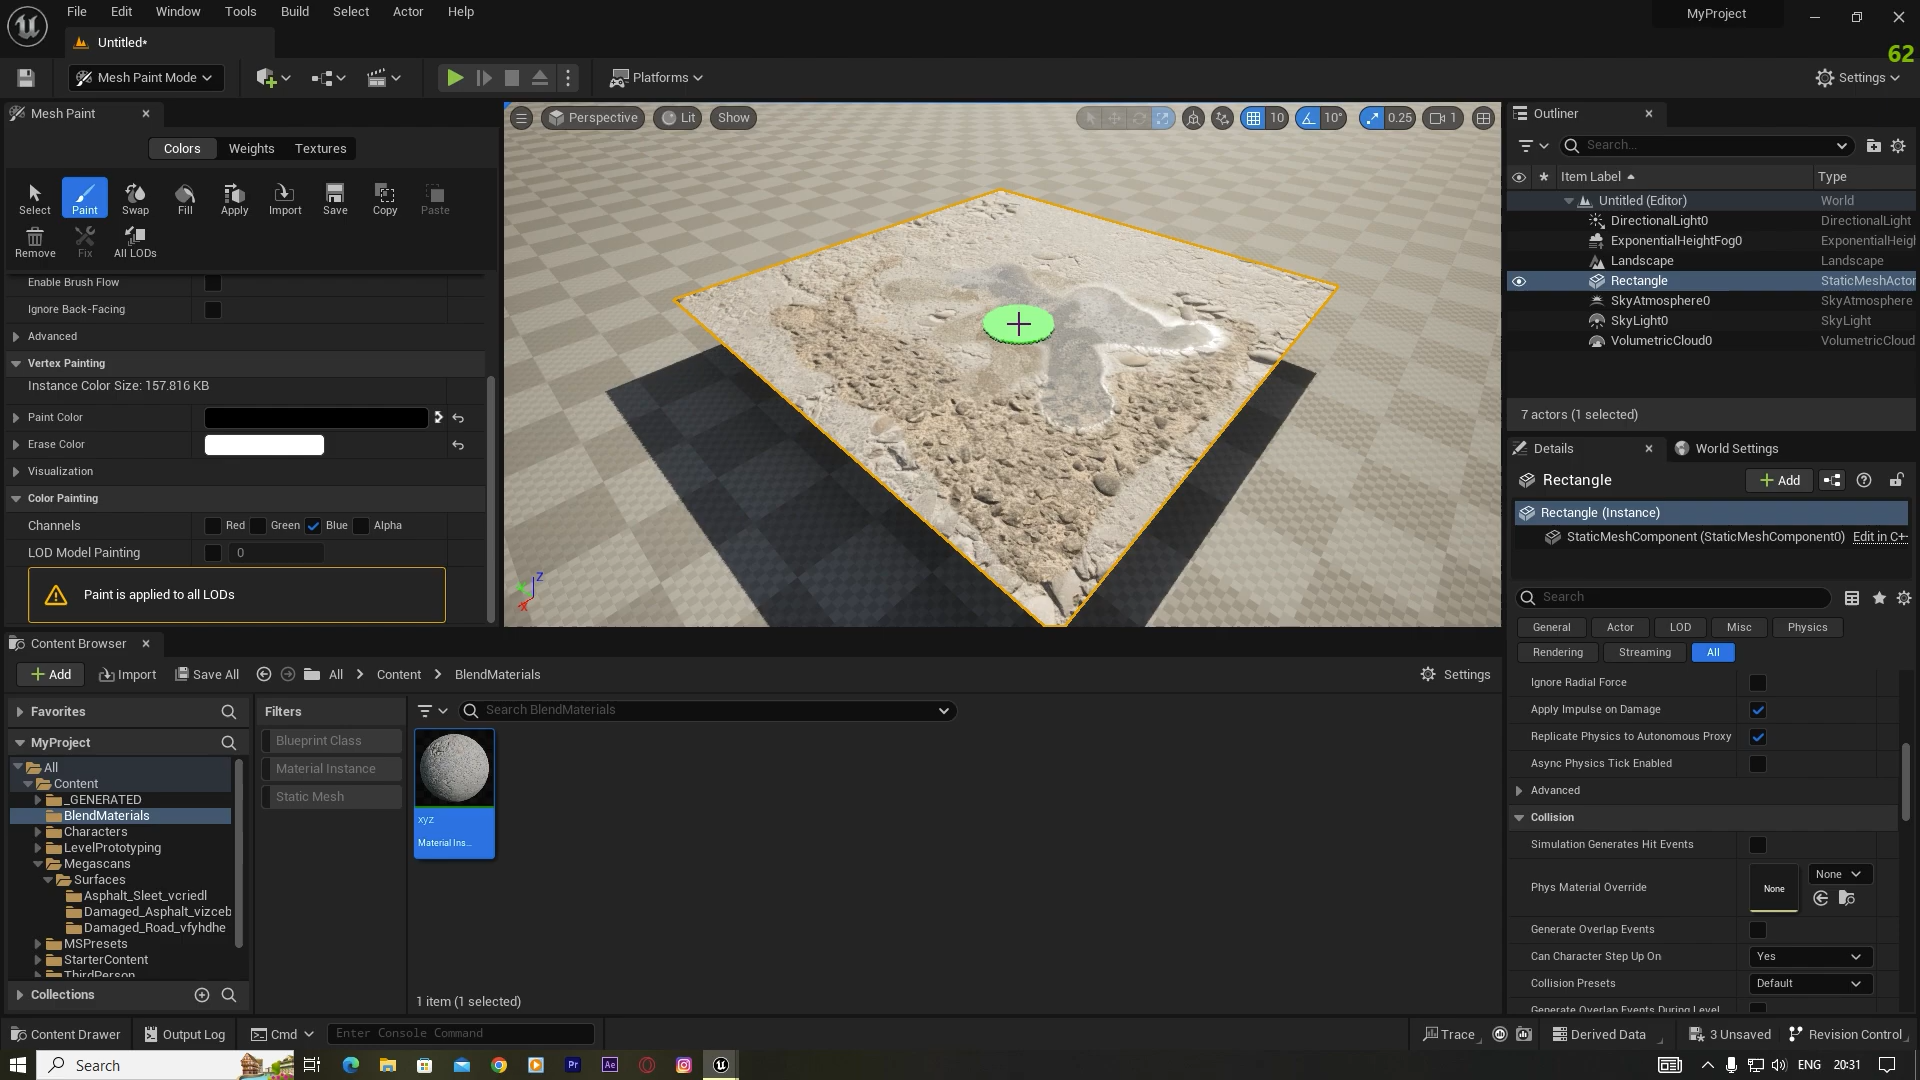 File Edit Window Tools Build Select Actor Help
MyProject
Untitled*
62
Mesh Paint Mode
Platforms
Settings
Mesh Paint
Colors Weights Textures
Select Paint Swap Fill Apply Import Save Copy Paste
Remove Fix All LODs
Enable Brush Flow
Ignore Back-Facing
Advanced
Vertex Painting
Instance Color Size: 157.816 KB
Paint Color
Erase Color
Visualization
Color Painting
Channels Red Green Blue Alpha
LOD Model Painting 0
Paint is applied to all LODs
Perspective Lit Show 10 10° 0.25 1
Z
X
Outliner
Search...
Item Label Type
Untitled (Editor) World
DirectionalLight0 DirectionalLight
ExponentialHeightFog0 ExponentialHeigh
Landscape Landscape
Rectangle StaticMeshActor
SkyAtmosphere0 SkyAtmosphere
SkyLight0 SkyLight
VolumetricCloud0 VolumetricCloud
7 actors (1 selected)
Details World Settings
Rectangle Add
Rectangle (Instance)
StaticMeshComponent (StaticMeshComponent0) Edit in C+
Search
General Actor LOD Misc Physics
Rendering Streaming All
Ignore Radial Force
Apply Impulse on Damage
Replicate Physics to Autonomous Proxy
Async Physics Tick Enabled
Advanced
Collision
Simulation Generates Hit Events
Phys Material Override None None
Generate Overlap Events
Can Character Step Up On Yes
Collision Presets Default
Generate Overlap Events During Level
Content Browser
Add Import Save All All Content BlendMaterials Settings
Favorites
Filters
Search BlendMaterials
MyProject
Blueprint Class
Material Instance
Static Mesh
All
Content
_GENERATED
BlendMaterials
Characters
LevelPrototyping
Megascans
Surfaces
Asphalt_Sleet_vcriedl
Damaged_Asphalt_vizceb
Damaged_Road_vfyhdhe
MSPresets
StarterContent
ThirdPerson
xyz
Material Ins...
Collections
1 item (1 selected)
Content Drawer Output Log Cmd Enter Console Command
Trace Derived Data 3 Unsaved Revision Control
Search
Pr Ae
ENG 20:31